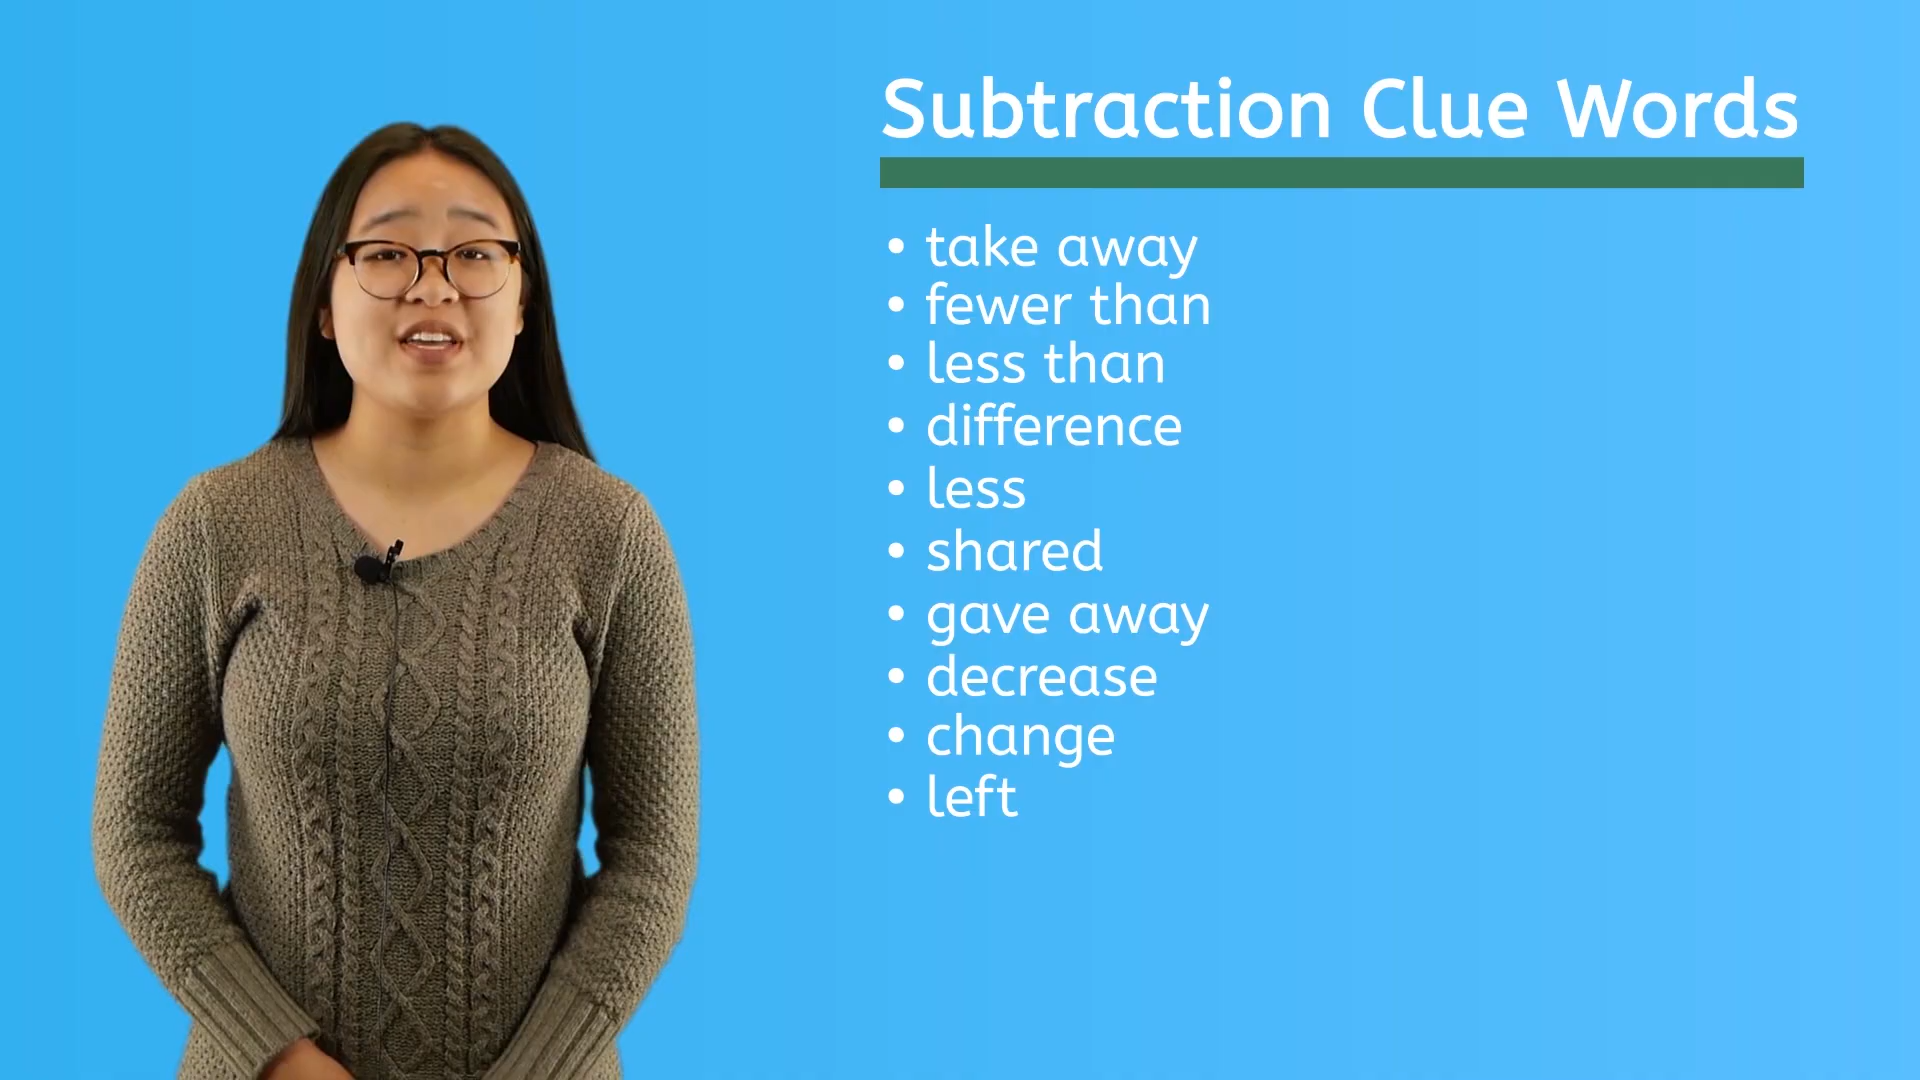 Subtraction Clue Words
• take away
• fewer than
• less than
• difference
• less
• shared
• gave away
• decrease
• change
• left